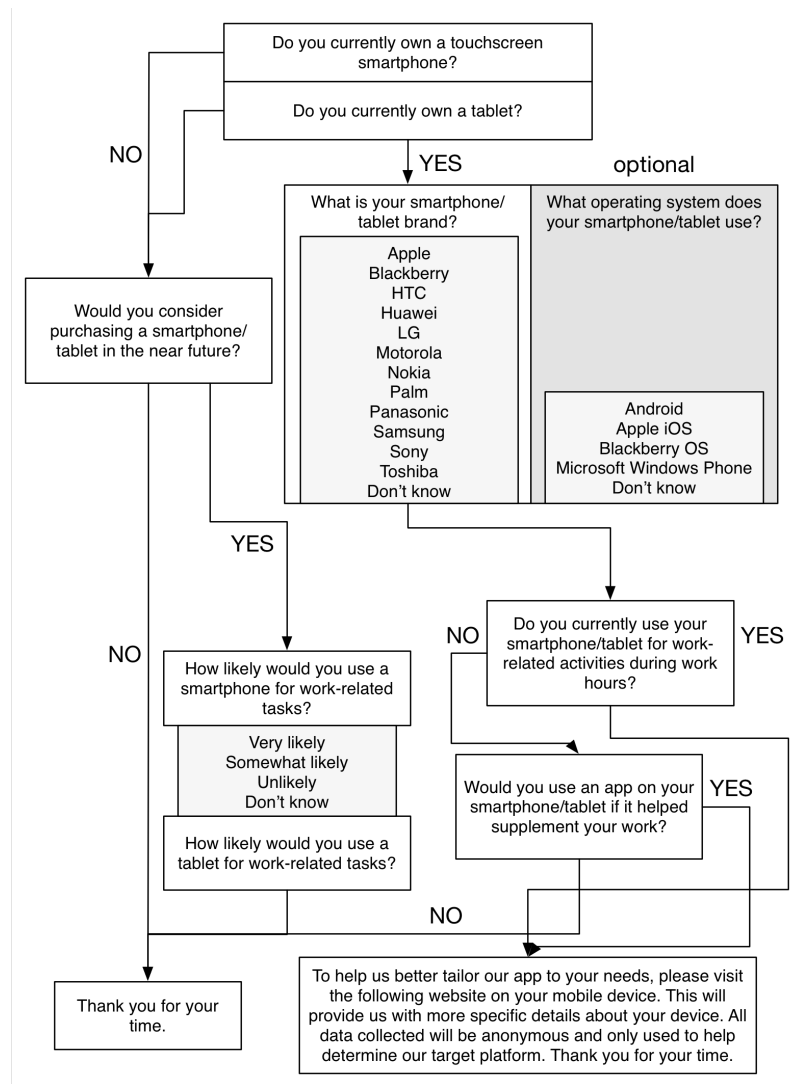 Do you currently own a touchscreen
smartphone?
Do you currently own a tablet?
NO
YES
optional
What is your smartphone/
tablet brand?
Apple
Blackberry
HTC
Huawei
LG
Motorola
Nokia
Palm
Panasonic
Samsung
Sony
Toshiba
Don't know
What operating system does
your smartphone/tablet use?
Android
Apple iOS
Blackberry OS
Microsoft Windows Phone
Don't know
Would you consider
purchasing a smartphone/
tablet in the near future?
YES
NO
How likely would you use a
smartphone for work-related
tasks?
Very likely
Somewhat likely
Unlikely
Don't know
How likely would you use a
tablet for work-related tasks?
NO
Do you currently use your
smartphone/tablet for work-
related activities during work
hours?
YES
Would you use an app on your
smartphone/tablet if it helped
supplement your work?
YES
NO
Thank you for your
time.
To help us better tailor our app to your needs, please visit
the following website on your mobile device. This will
provide us with more specific details about your device. All
data collected will be anonymous and only used to help
determine our target platform. Thank you for your time.